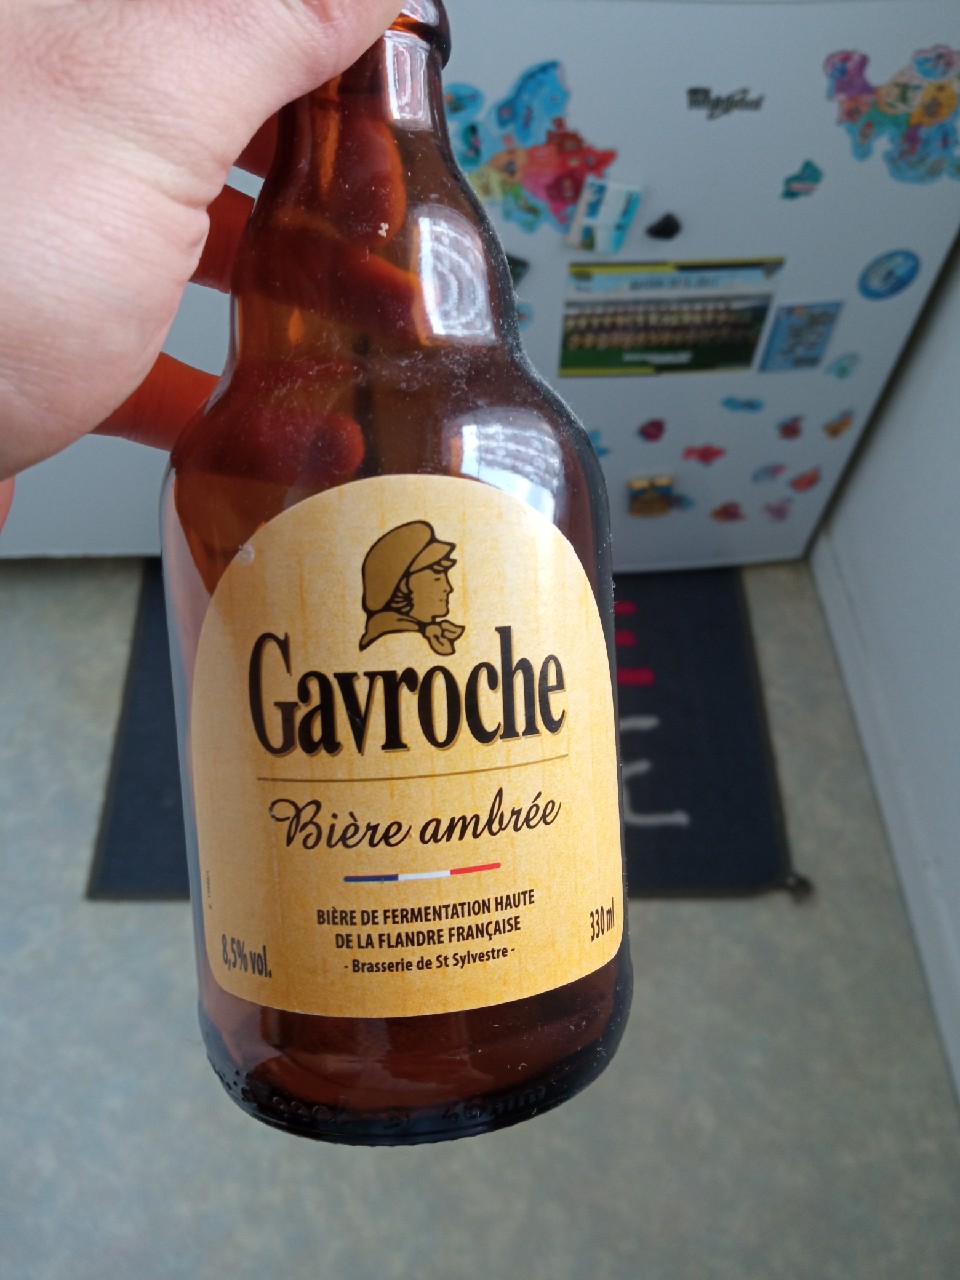 Gavroche
Bière ambrée
BIÈRE DE FERMENTATION HAUTE
DE LA FLANDRE FRANÇAISE
- Brasserie de St Sylvestre -
8,5% vol.
330 ml